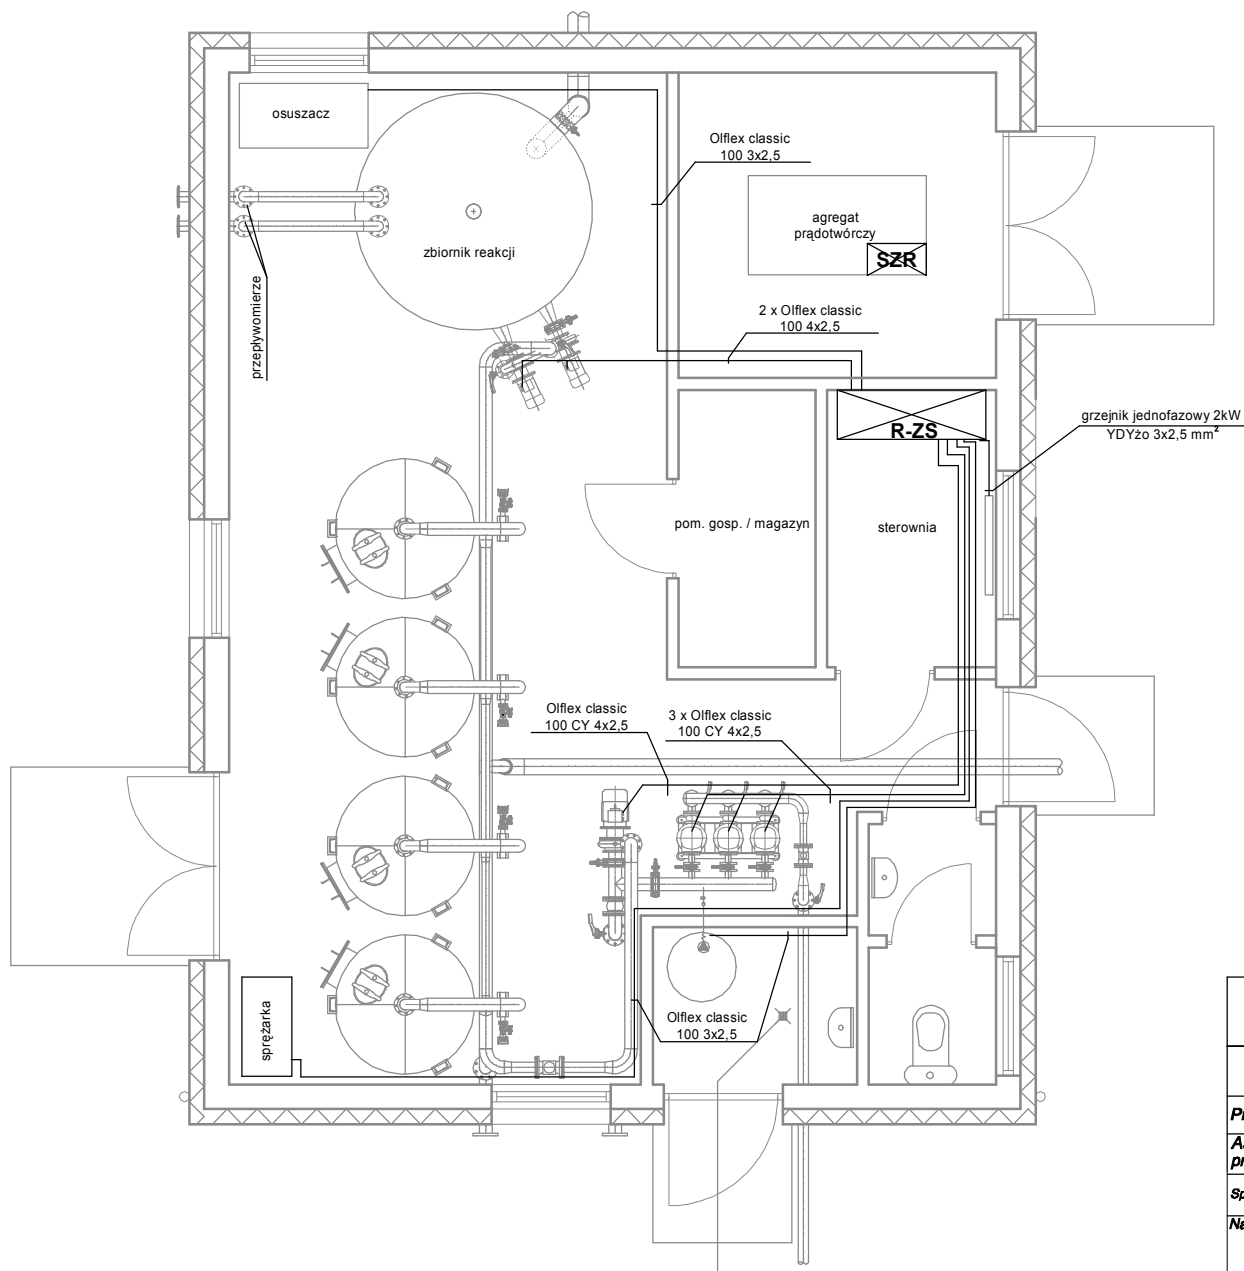 osuszacz
Olflex classic
100 3x2,5
agregat
prądotwórczy
SZR
zbiornik reakcji
przepływomierze
2 x Olflex classic
100 4x2,5
R-ZS
grzejnik jednofazowy 2kW
YDYżo 3x2,5 mm²
pom. gosp. / magazyn
sterownia
Olflex classic
100 CY 4x2,5
3 x Olflex classic
100 CY 4x2,5
sprężarka
Olflex classic
100 3x2,5